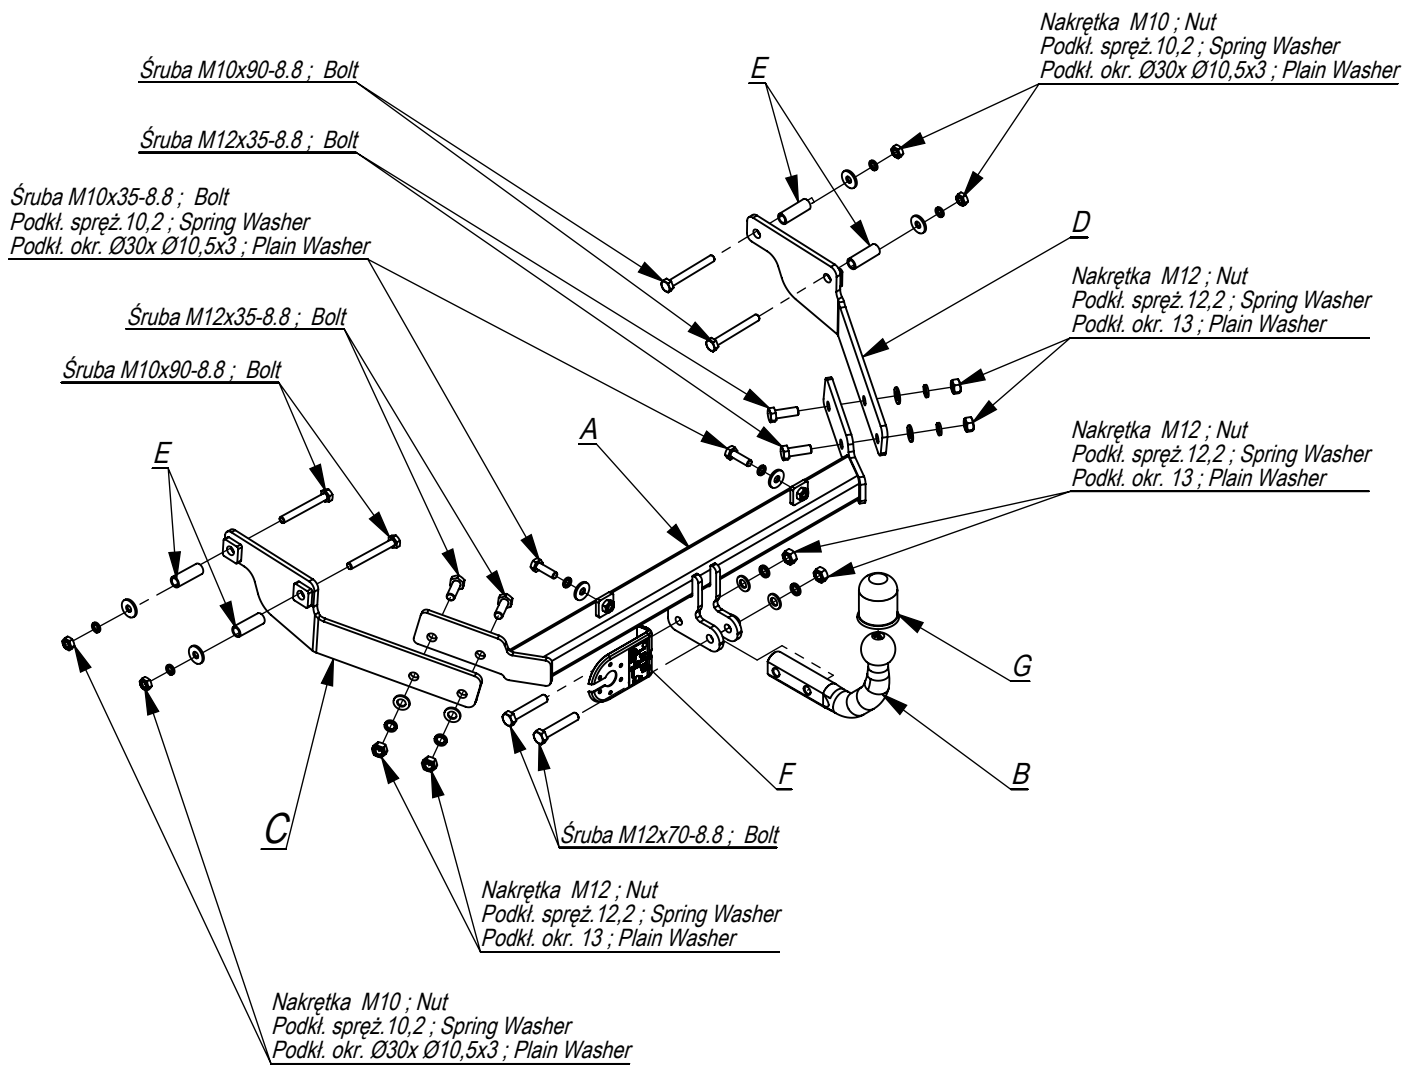 Nakrętka M10 ; Nut
Podkł. spręż.10,2 ; Spring Washer
Podkł. okr. Ø30x Ø10,5x3 ; Plain Washer
Śruba M10x90-8.8 ; Bolt
E
Śruba M12x35-8.8 ; Bolt
Śruba M10x35-8.8 ; Bolt
Podkł. spręż.10,2 ; Spring Washer
Podkł. okr. Ø30x Ø10,5x3 ; Plain Washer
D
Nakrętka M12 ; Nut
Podkł. spręż.12,2 ; Spring Washer
Podkł. okr. 13 ; Plain Washer
Śruba M12x35-8.8 ; Bolt
Śruba M10x90-8.8 ; Bolt
A
Nakrętka M12 ; Nut
Podkł. spręż.12,2 ; Spring Washer
Podkł. okr. 13 ; Plain Washer
E
G
F
B
C
Śruba M12x70-8.8 ; Bolt
Nakrętka M12 ; Nut
Podkł. spręż.12,2 ; Spring Washer
Podkł. okr. 13 ; Plain Washer
Nakrętka M10 ; Nut
Podkł. spręż.10,2 ; Spring Washer
Podkł. okr. Ø30x Ø10,5x3 ; Plain Washer